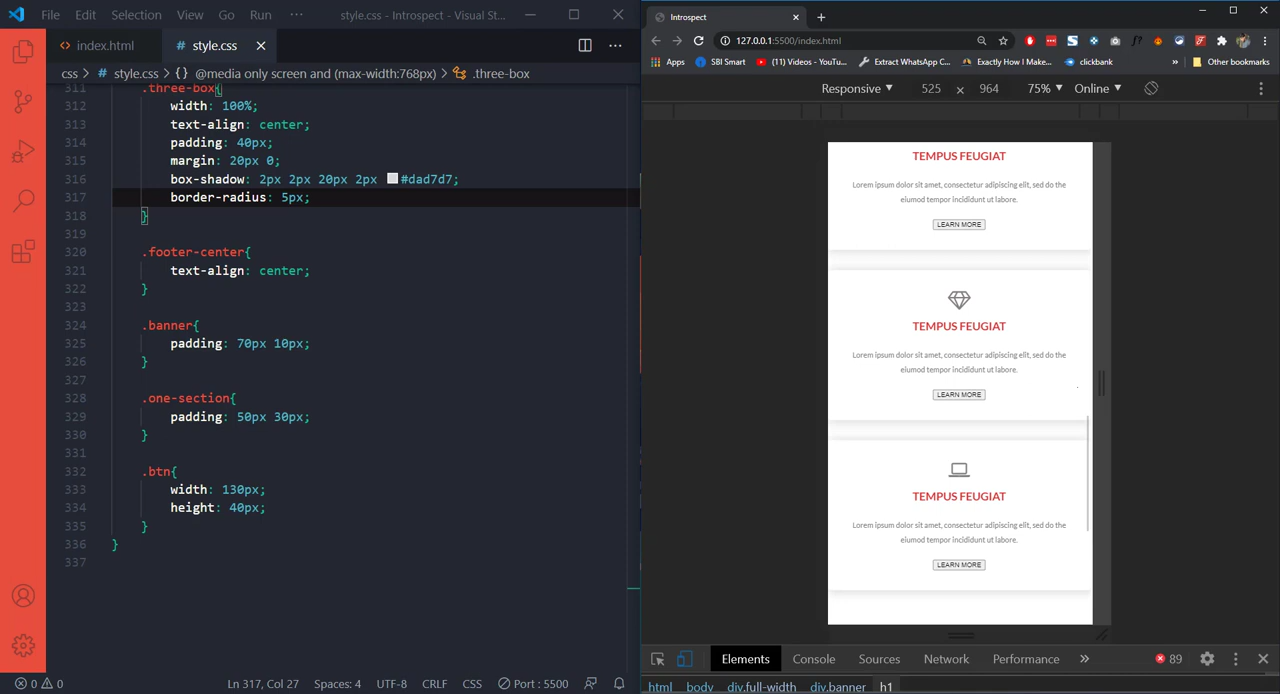 File Edit Selection View Go Run ··· style.css - Introspect - Visual St...
index.html style.css
css > # style.css > {} @media only screen and (max-width:768px) > .three-box
311 .three-box{
312 width: 100%;
313 text-align: center;
314 padding: 40px;
315 margin: 20px 0;
316 box-shadow: 2px 2px 20px 2px #dad7d7;
317 border-radius: 5px;
318 }
319
320 .footer-center{
321 text-align: center;
322 }
323
324 .banner{
325 padding: 70px 10px;
326 }
327
328 .one-section{
329 padding: 50px 30px;
330 }
331
332 .btn{
333 width: 130px;
334 height: 40px;
335 }
336 }
337
0 0 Ln 317, Col 27 Spaces: 4 UTF-8 CRLF CSS Port : 5500
Introspect
127.0.0.1:5500/index.html
Apps SBI Smart (11) Videos - YouTu... Extract WhatsApp C... Exactly How I Make... clickbank » Other bookmarks
Responsive 525 × 964 75% Online
TEMPUS FEUGIAT
Lorem ipsum dolor sit amet, consectetur adipiscing elit, sed do the
eiumod tempor incididunt ut labore.
LEARN MORE
TEMPUS FEUGIAT
Lorem ipsum dolor sit amet, consectetur adipiscing elit, sed do the
eiumod tempor incididunt ut labore.
LEARN MORE
TEMPUS FEUGIAT
Lorem ipsum dolor sit amet, consectetur adipiscing elit, sed do the
eiumod tempor incididunt ut labore.
LEARN MORE
Elements Console Sources Network Performance » 89
html body div.full-width div.banner h1